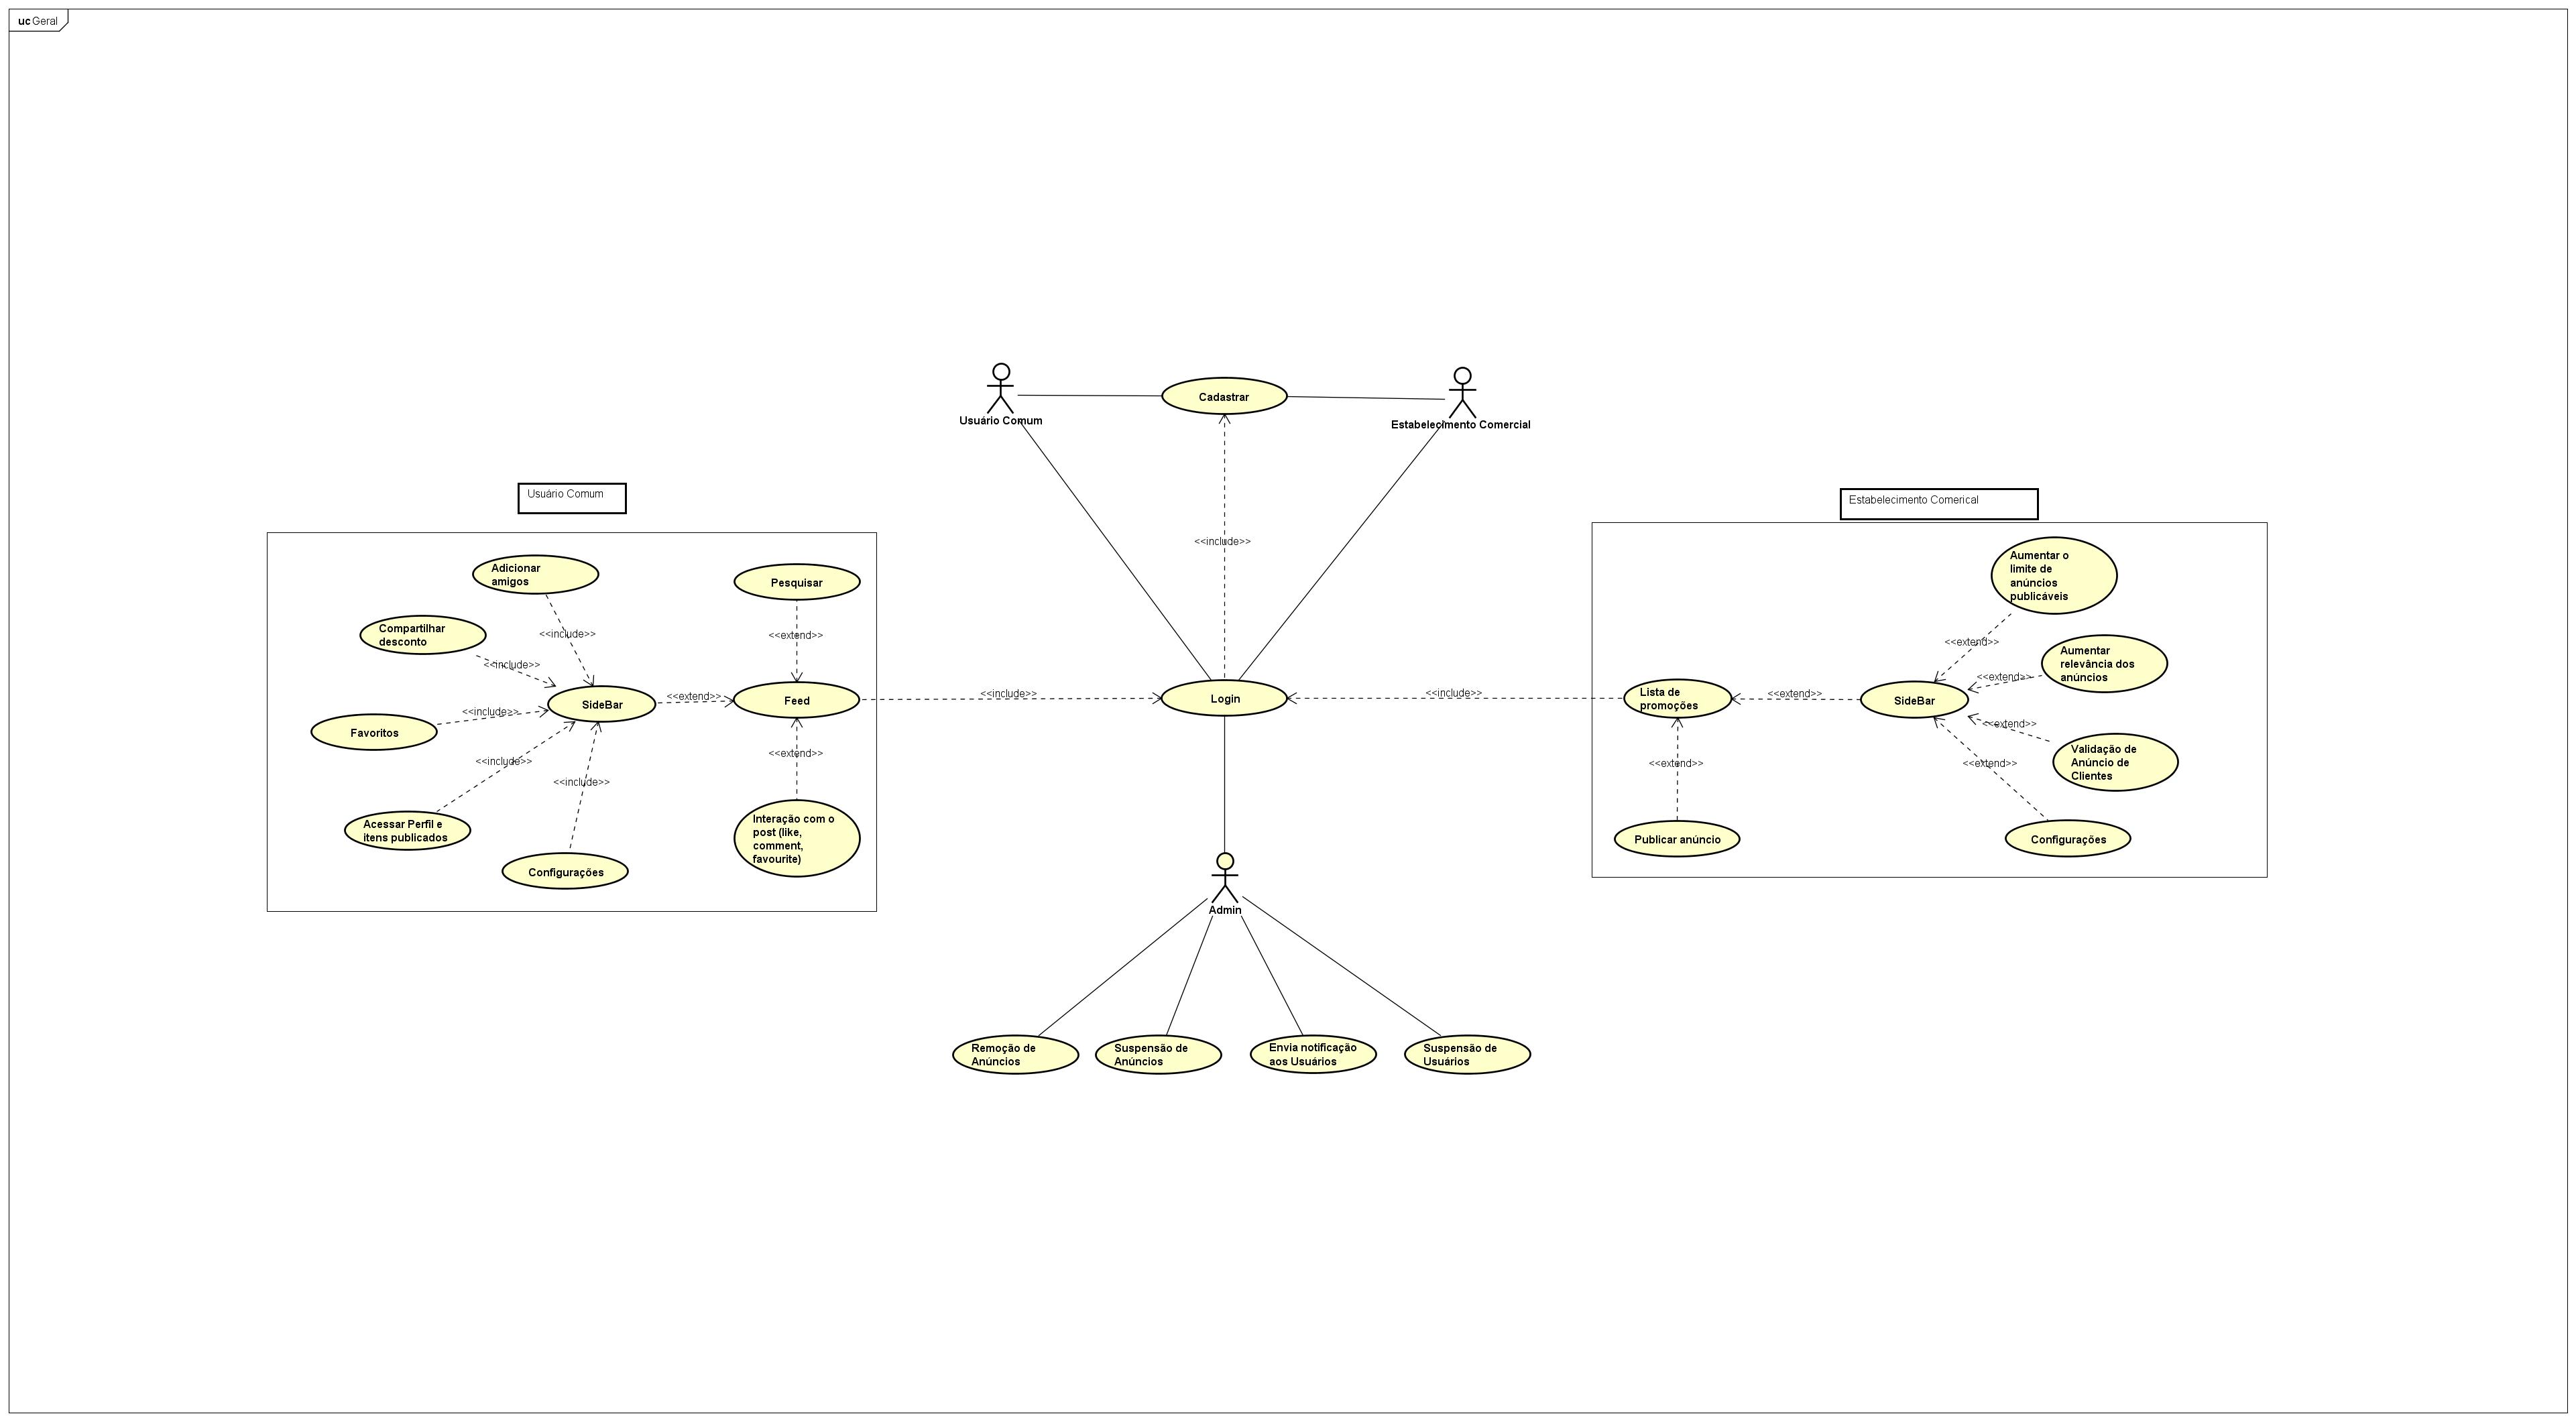 uc Geral
Usuário Comum
Cadastrar
Estabelecimento Comercial
<<include>>
Usuário Comum
Adicionar
amigos
Pesquisar
Compartilhar
desconto
<<include>>
<<extend>>
<<include>>
SideBar
<<extend>>
Feed
<<include>>
Login
<<include>>
<<include>>
Favoritos
<<include>>
<<extend>>
<<include>>
Acessar Perfil e
itens publicados
Interação com o
post (like,
comment,
favourite)
Configurações
Estabelecimento Comerical
Aumentar o
limite de
anúncios
publicáveis
<<extend>>
Aumentar
relevância dos
anúncios
<<extend>>
Lista de
promoções
<<extend>>
SideBar
<<extend>>
Validação de
Anúncio de
Clientes
<<extend>>
<<extend>>
Publicar anúncio
Configurações
Admin
Remoção de
Anúncios
Suspensão de
Anúncios
Envia notificação
aos Usuários
Suspensão de
Usuários